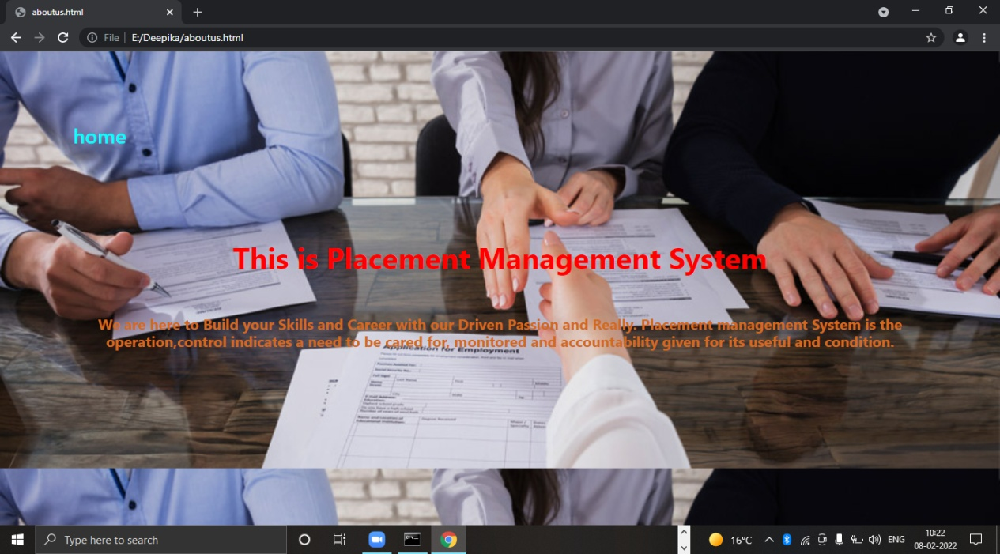 aboutus.html
File
E:/Deepika/aboutus.html
home
This is Placement Management System
We are here to Build your Skills and Career with our Driven Passion and Really. Placement management System is the
operation,control indicates a need to be cared for, monitored and accountability given for its useful and condition.
Application for Employment
Type here to search
16°C
ENG
10:22
08-02-2022